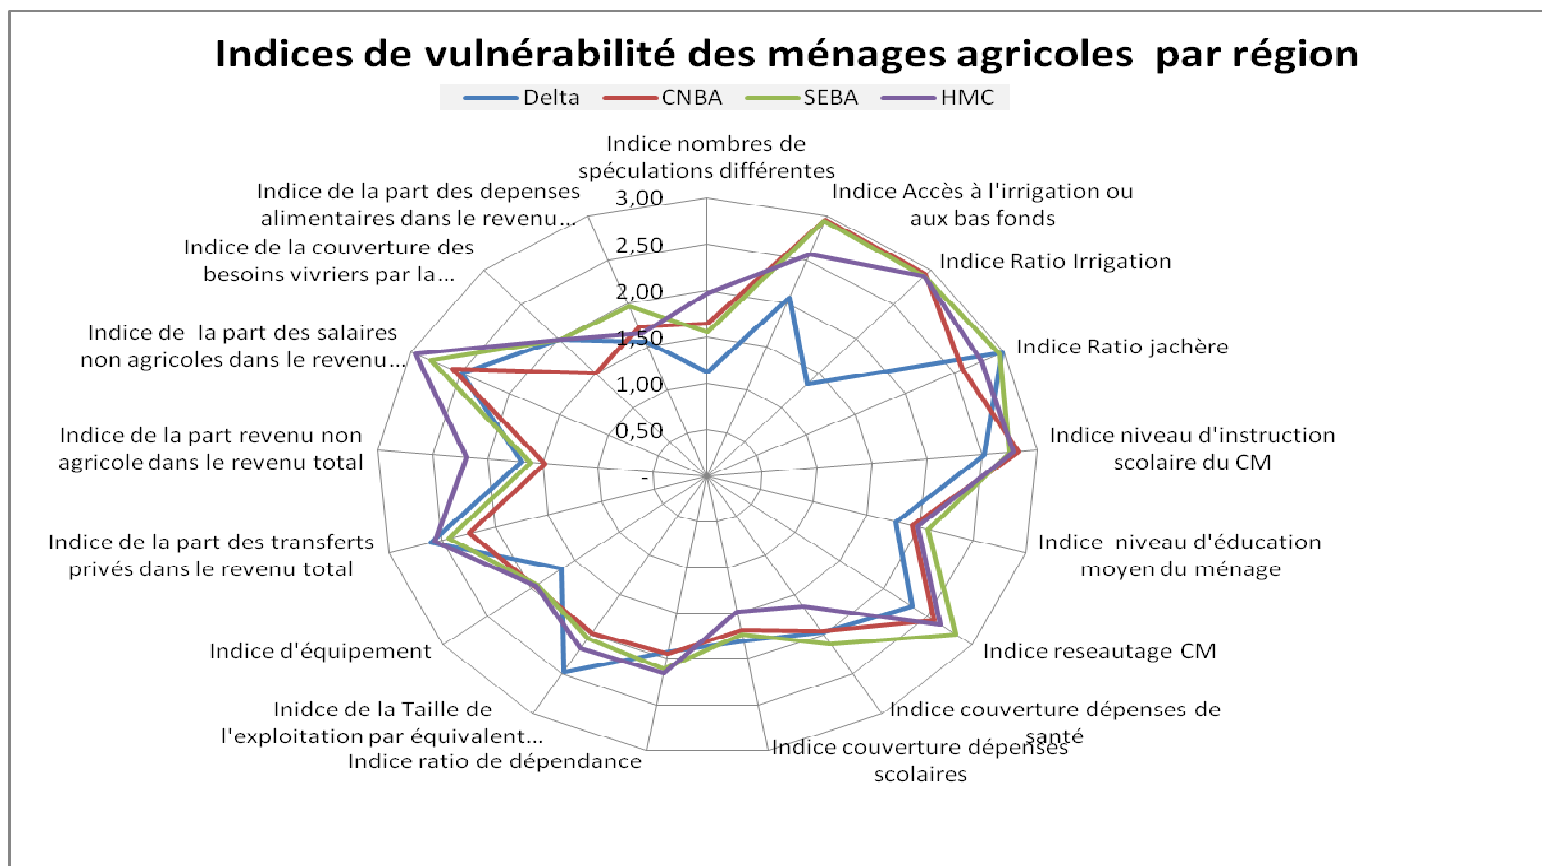 Indices de vulnérabilité des ménages agricoles  par région
Delta CNBA SEBA HMC
Indice nombres de
spéculations différentes
Indice Accès à l'irrigation ou
aux bas fonds
Indice Ratio Irrigation
Indice Ratio jachère
Indice niveau d'instruction
scolaire du CM
Indice  niveau d'éducation
moyen du ménage
Indice reseautage CM
Indice couverture dépenses de
santé
Indice couverture dépenses
scolaires
Indice ratio de dépendance
Inidce de la Taille de
l'exploitation par équivalent...
Indice d'équipement
Indice de la part des transferts
privés dans le revenu total
Indice de la part revenu non
agricole dans le revenu total
Indice de  la part des salaires
non agricoles dans le revenu...
Indice de la couverture des
besoins vivriers par la...
Indice de la part des depenses
alimentaires dans le revenu...
3,00
2,50
2,00
1,50
1,00
0,50
-